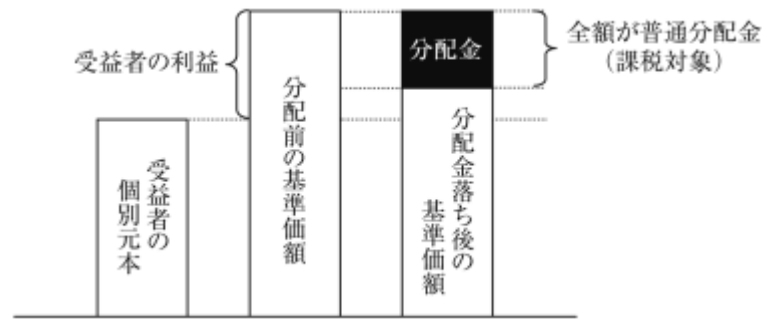 受益者の利益
受益者の
個別元本
分配前の基準価額
分配金
分配金落ち後の
基準価額
全額が普通分配金
（課税対象）